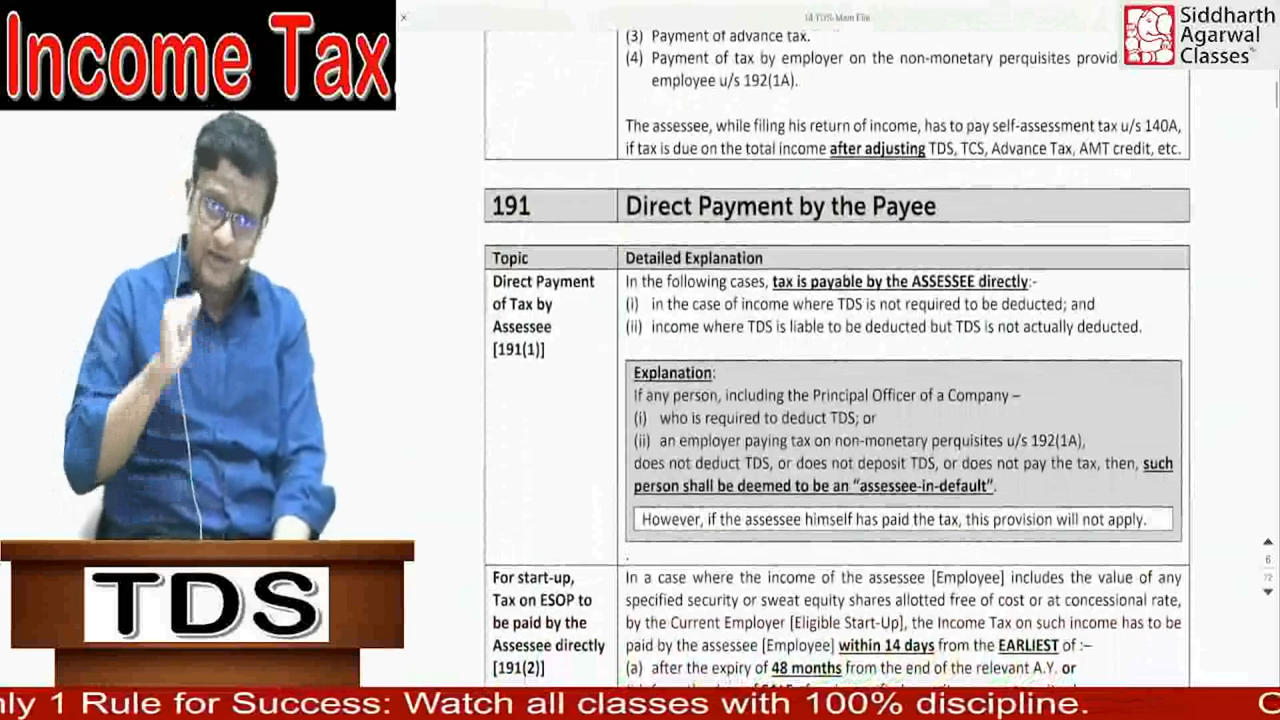 Income Tax
14 TDS Main File
Siddharth
Agarwal
Classes
(3) Payment of advance tax.
(4) Payment of tax by employer on the non-monetary perquisites provid
employee u/s 192(1A).
The assessee, while filing his return of income, has to pay self-assessment tax u/s 140A,
if tax is due on the total income after adjusting TDS, TCS, Advance Tax, AMT credit, etc.
191 Direct Payment by the Payee
Topic Detailed Explanation
Direct Payment
of Tax by
Assessee
[191(1)]
In the following cases, tax is payable by the ASSESSEE directly:-
(i) in the case of income where TDS is not required to be deducted; and
(ii) income where TDS is liable to be deducted but TDS is not actually deducted.
Explanation:
If any person, including the Principal Officer of a Company –
(i) who is required to deduct TDS; or
(ii) an employer paying tax on non-monetary perquisites u/s 192(1A),
does not deduct TDS, or does not deposit TDS, or does not pay the tax, then, such
person shall be deemed to be an “assessee-in-default”.
However, if the assessee himself has paid the tax, this provision will not apply.
For start-up,
Tax on ESOP to
be paid by the
Assessee directly
[191(2)]
In a case where the income of the assessee [Employee] includes the value of any
specified security or sweat equity shares allotted free of cost or at concessional rate,
by the Current Employer [Eligible Start-Up], the Income Tax on such income has to be
paid by the assessee [Employee] within 14 days from the EARLIEST of :–
(a) after the expiry of 48 months from the end of the relevant A.Y. or
6
72
TDS
nly 1 Rule for Success: Watch all classes with 100% discipline.